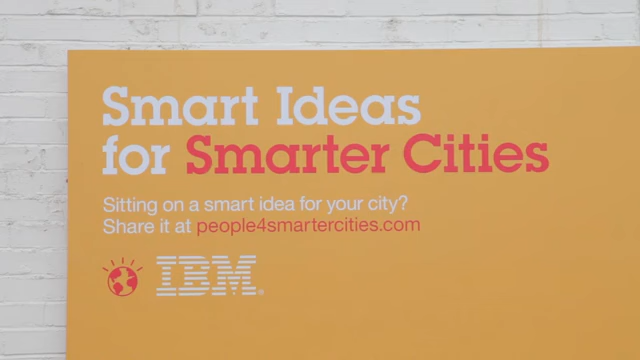 Smart Ideas
for Smarter Cities
Sitting on a smart idea for your city?
Share it at people4smartercities.com
IBM®